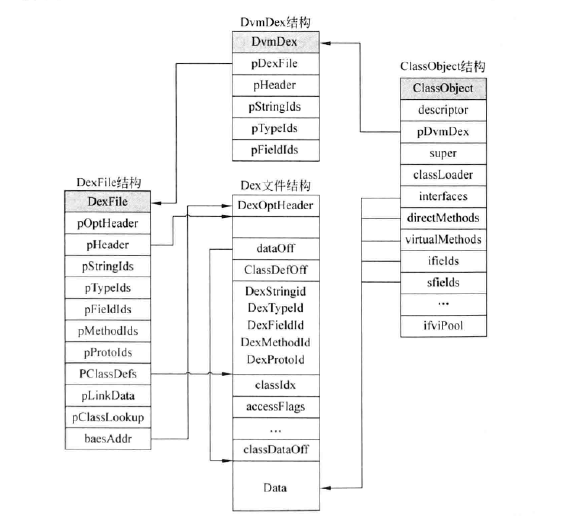 DvmDex结构
DvmDex
pDexFile
pHeader
pStringIds
pTypeIds
pFieldIds
ClassObject结构
ClassObject
descriptor
pDvmDex
super
classLoader
interfaces
directMethods
virtualMethods
ifieIds
sfieIds
...
ifviPool
DexFile结构
DexFile
pOptHeader
pHeader
pStringIds
pTypeIds
pFieldIds
pMethodIds
pProtoIds
PClassDefs
pLinkData
pClassLookup
baesAddr
Dex文件结构
DexOptHeader
dataOff
ClassDefOff
DexStringid
DexTypeId
DexFieldId
DexMethodId
DexProtoId
classIdx
accessFlags
...
classDataOff
Data